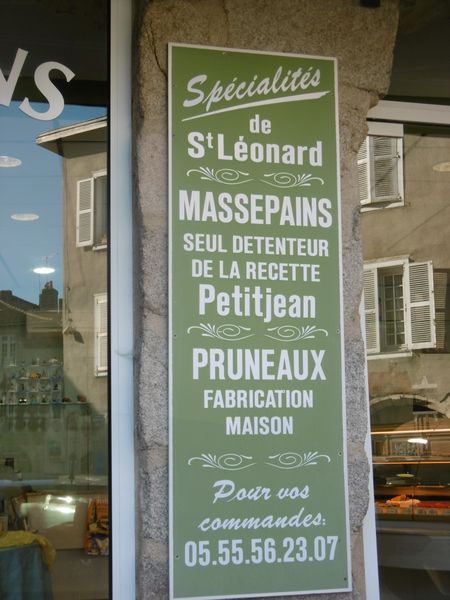 NS
Spécialités
de
St Léonard
MASSEPAINS
SEUL DETENTEUR
DE LA RECETTE
Petitjean
PRUNEAUX
FABRICATION
MAISON
Pour vos
commandes:
05.55.56.23.07